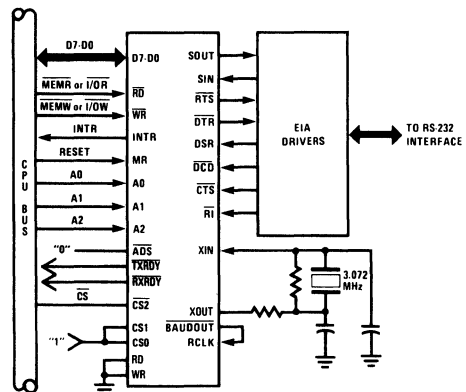 D7-D0
MEMR or I/OR
MEMW or I/OW
INTR
RESET
A0
A1
A2
"0"
CS
"1"
CPU BUS
D7-D0
RD
WR
INTR
MR
A0
A1
A2
ADS
TXRDY
RXRDY
CS2
CS1
CS0
RD
WR
SOUT
SIN
RTS
DTR
DSR
DCD
CTS
RI
XIN
XOUT
BAUDOUT
RCLK
EIA
DRIVERS
TO RS-232
INTERFACE
3.072
MHz